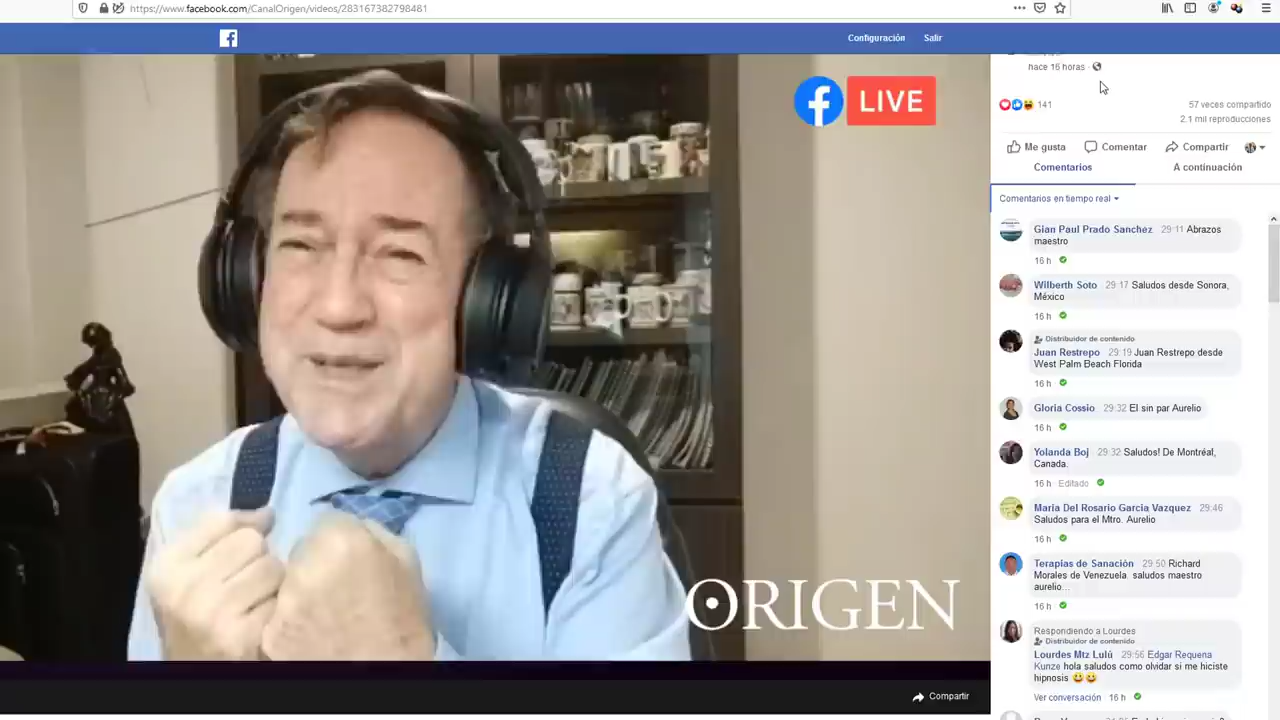 https://www.facebook.com/CanalOrigen/videos/283167382798481
Configuración
Salir
LIVE
ORIGEN
Compartir
hace 16 horas ·
141
57 veces compartido
2.1 mil reproducciones
Me gusta
Comentar
Compartir
Comentarios
A continuación
Comentarios en tiempo real
Gian Paul Prado Sanchez 29:11 Abrazos
maestro
16 h
Wilberth Soto 29:17 Saludos desde Sonora,
México
16 h
Distribuidor de contenido
Juan Restrepo 29:19 Juan Restrepo desde
West Palm Beach Florida
16 h
Gloria Cossio 29:32 El sin par Aurelio
16 h
Yolanda Boj 29:32 Saludos! De Montréal,
Canada.
16 h Editado
Maria Del Rosario Garcia Vazquez 29:46
Saludos para el Mtro. Aurelio
16 h
Terapias de Sanación 29:50 Richard
Morales de Venezuela. saludos maestro
aurelio...
16 h
Respondiendo a Lourdes
Distribuidor de contenido
Lourdes Mtz Lulú 29:56 Edgar Requena
Kunze hola saludos como olvidar si me hiciste
hipnosis 😃😃
Ver conversación 16 h